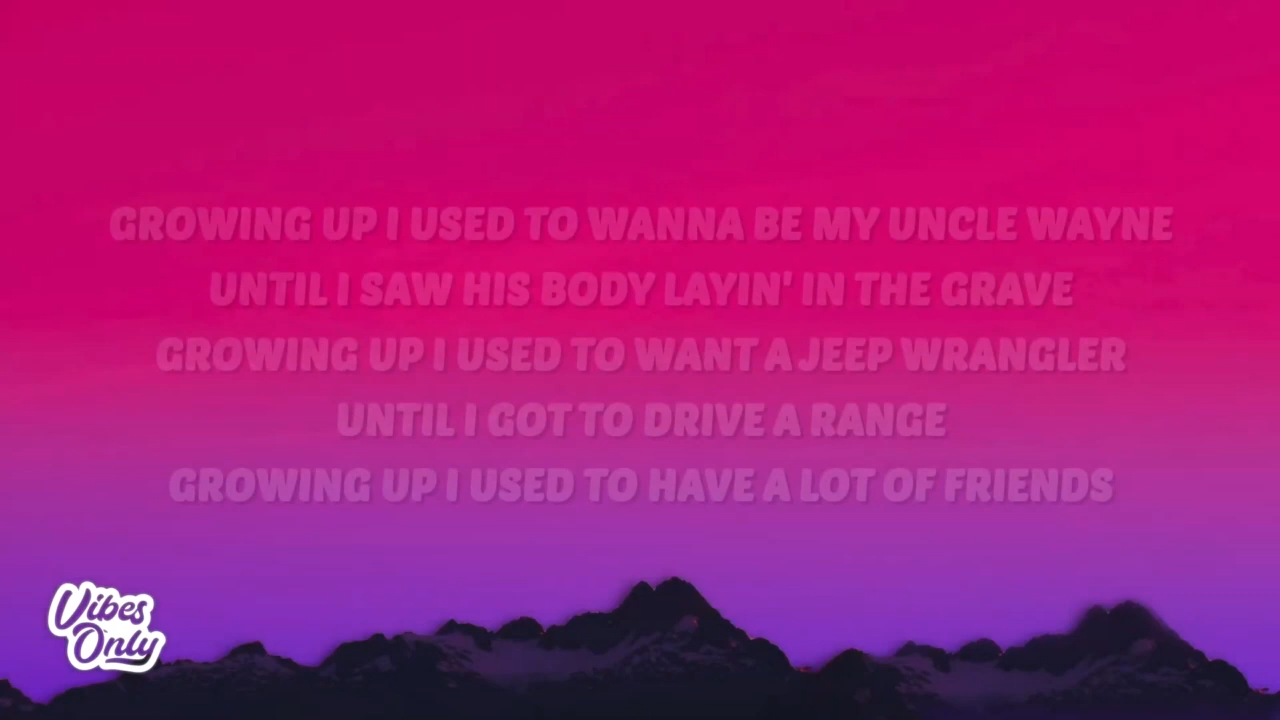 GROWING UP I USED TO WANNA BE MY UNCLE WAYNE
UNTIL I SAW HIS BODY LAYIN' IN THE GRAVE
GROWING UP I USED TO WANT A JEEP WRANGLER
UNTIL I GOT TO DRIVE A RANGE
GROWING UP I USED TO HAVE A LOT OF FRIENDS
Vibes
Only